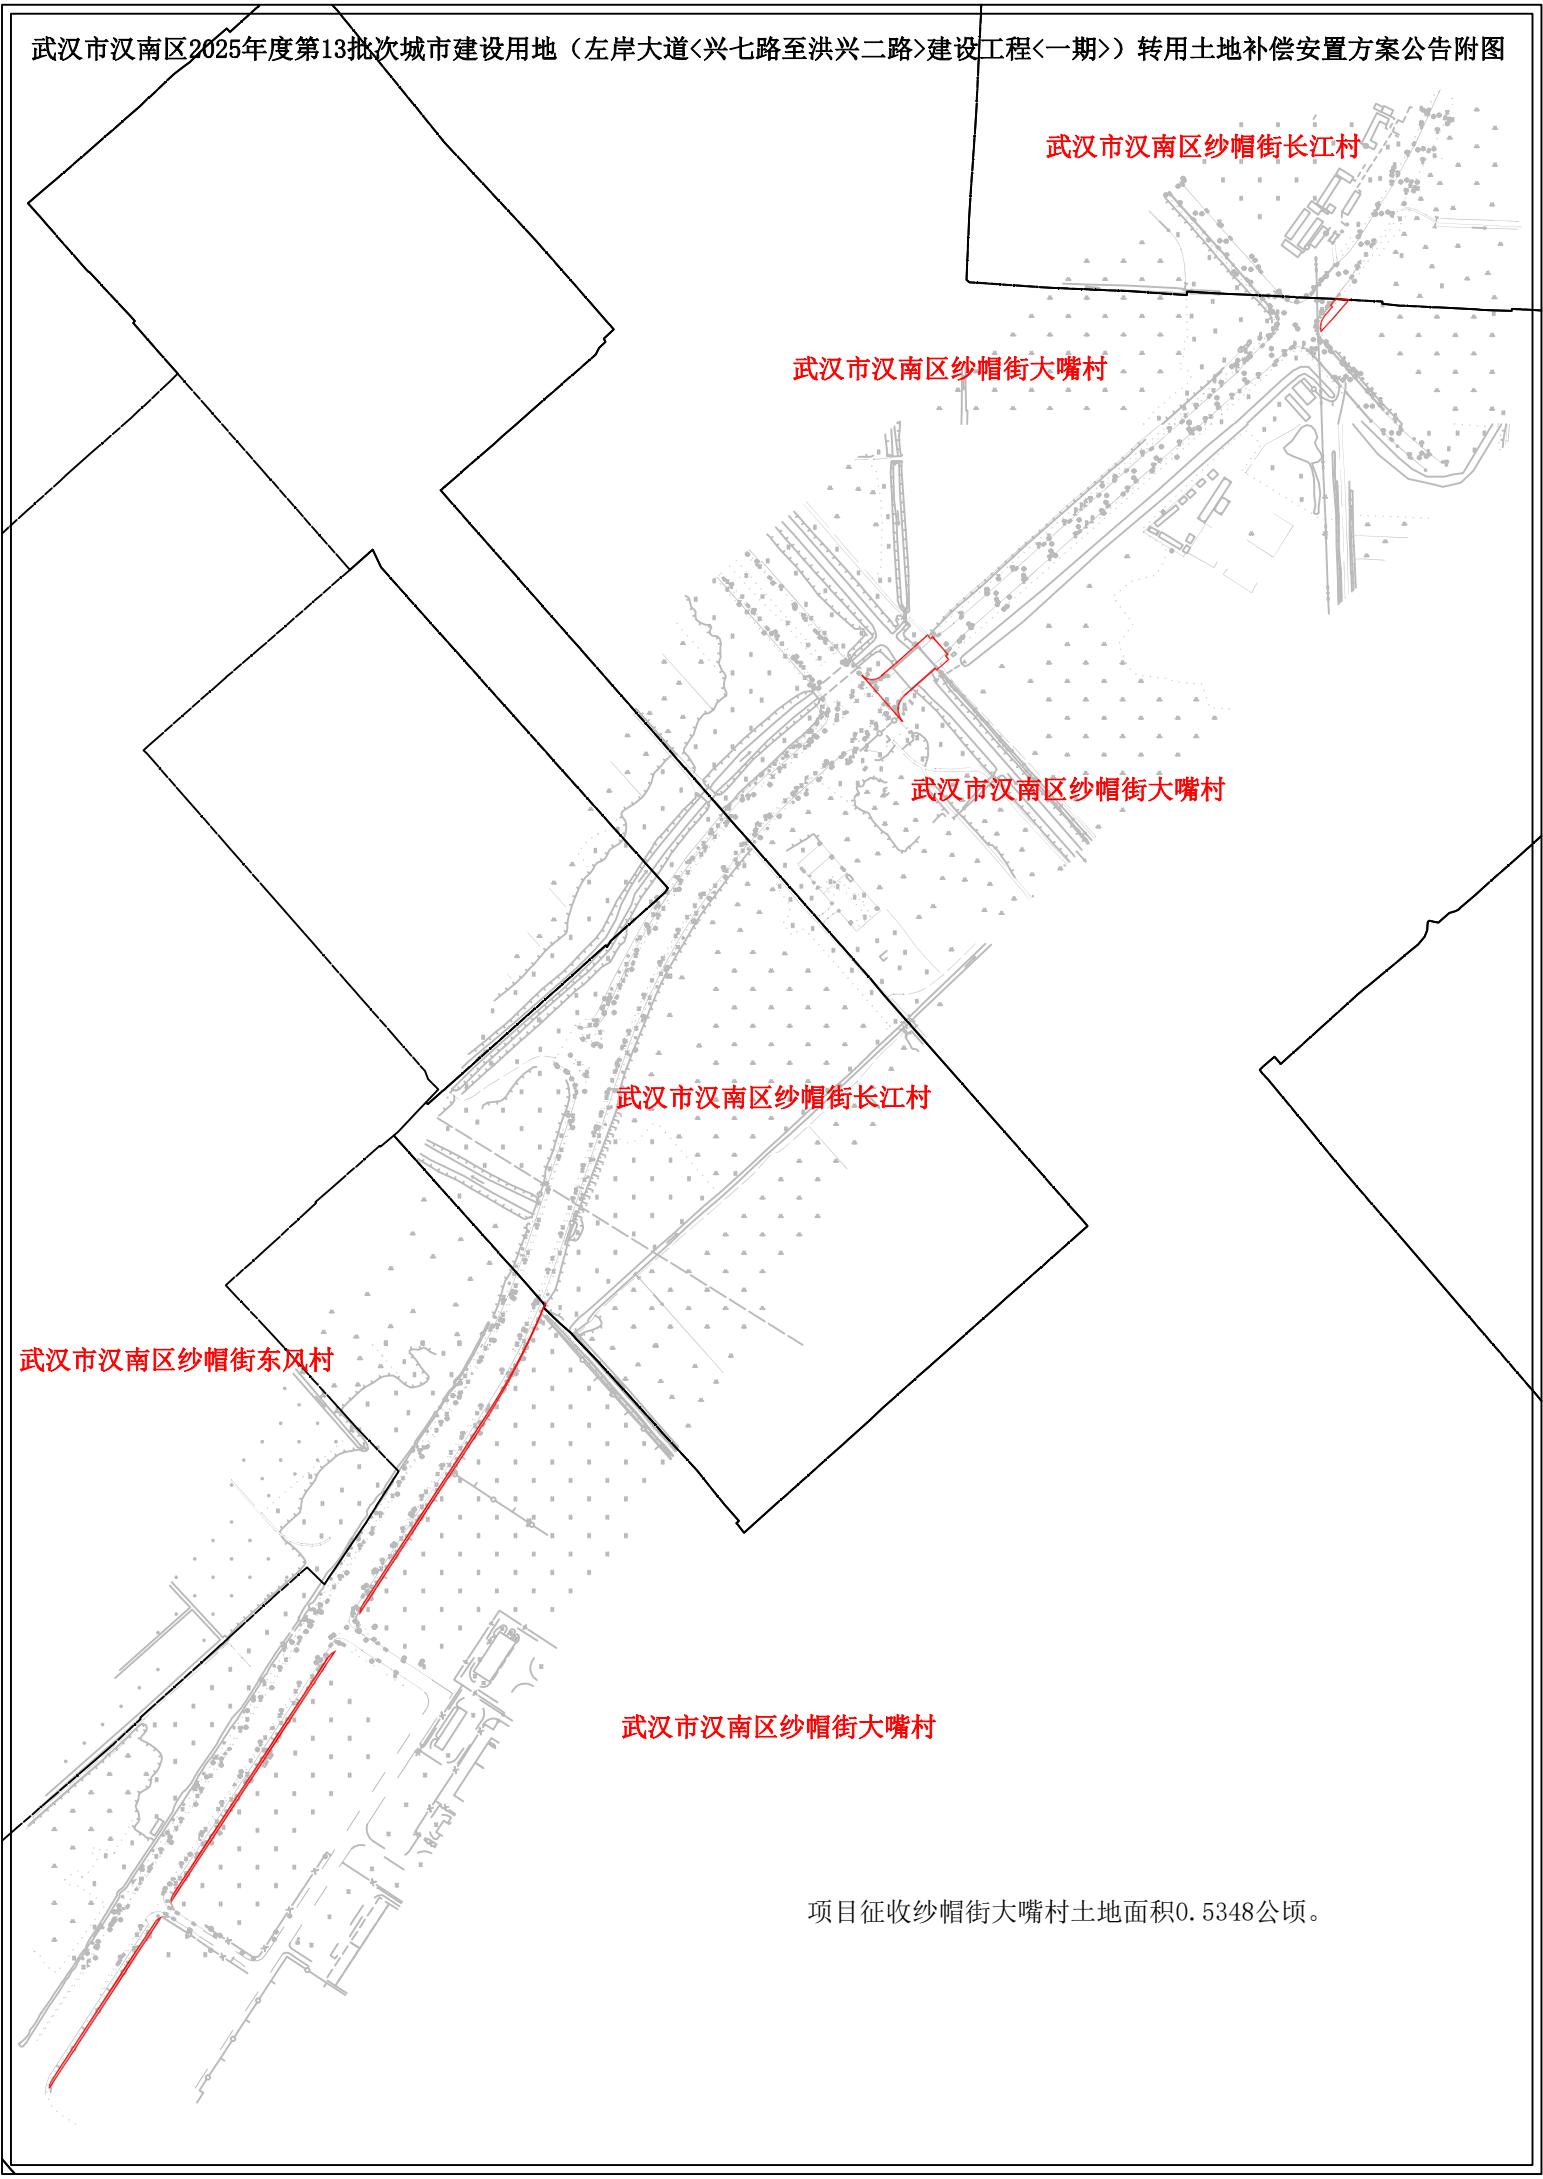 武汉市汉南区2025年度第13批次城市建设用地（左岸大道<兴七路至洪兴二路>建设工程<一期>）转用土地补偿安置方案公告附图
武汉市汉南区纱帽街长江村
武汉市汉南区纱帽街大嘴村
武汉市汉南区纱帽街大嘴村
武汉市汉南区纱帽街长江村
武汉市汉南区纱帽街东风村
武汉市汉南区纱帽街大嘴村
项目征收纱帽街大嘴村土地面积0.5348公顷。